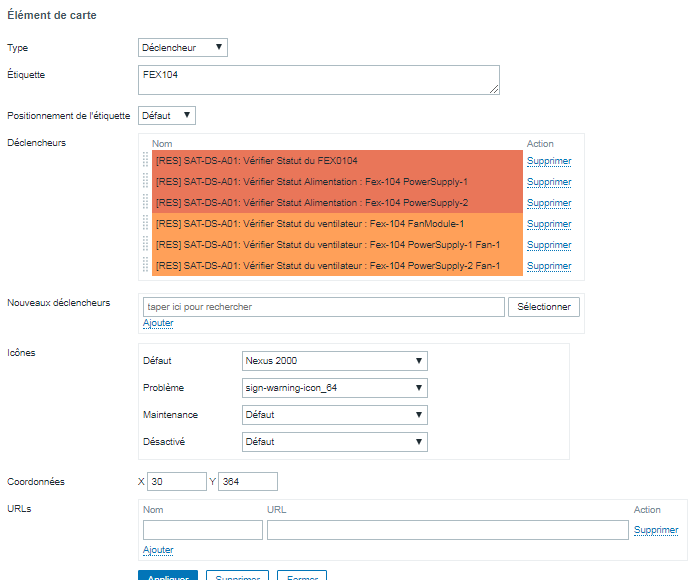 Élément de carte
Type Déclencheur
Étiquette FEX104
Positionnement de l'étiquette Défaut
Déclencheurs Nom Action
[RES] SAT-DS-A01: Vérifier Statut du FEX0104 Supprimer
[RES] SAT-DS-A01: Vérifier Statut Alimentation : Fex-104 PowerSupply-1 Supprimer
[RES] SAT-DS-A01: Vérifier Statut Alimentation : Fex-104 PowerSupply-2 Supprimer
[RES] SAT-DS-A01: Vérifier Statut du ventilateur : Fex-104 FanModule-1 Supprimer
[RES] SAT-DS-A01: Vérifier Statut du ventilateur : Fex-104 PowerSupply-1 Fan-1 Supprimer
[RES] SAT-DS-A01: Vérifier Statut du ventilateur : Fex-104 PowerSupply-2 Fan-1 Supprimer
Nouveaux déclencheurs taper ici pour rechercher Sélectionner
Ajouter
Icônes Défaut Nexus 2000
Problème sign-warning-icon_64
Maintenance Défaut
Désactivé Défaut
Coordonnées X 30 Y 364
URLs Nom URL Action
Supprimer
Ajouter
Appliquer Supprimer Fermer